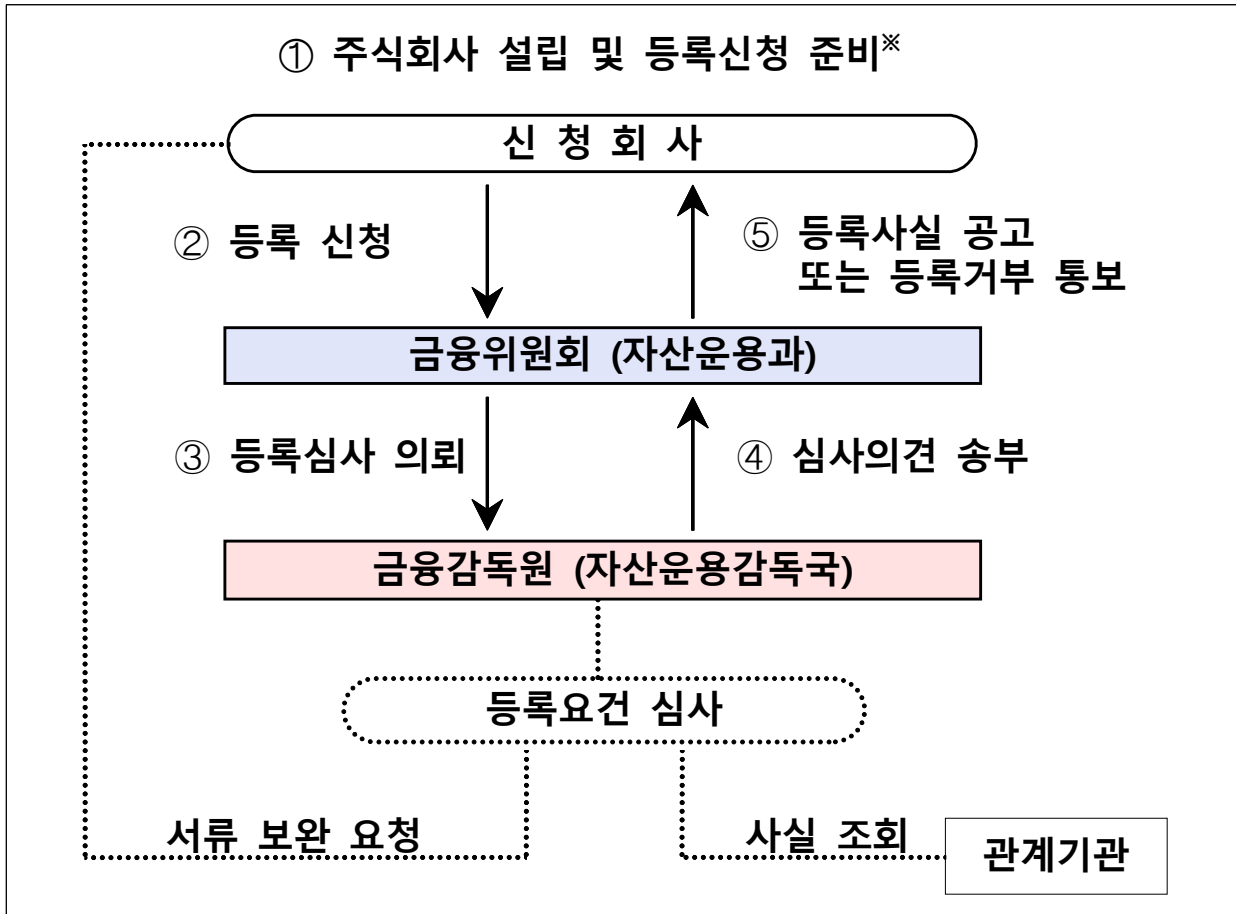 ① 주식회사 설립 및 등록신청 준비※
신 청 회 사
② 등록 신청
⑤ 등록사실 공고
또는 등록거부 통보
금융위원회 (자산운용과)
③ 등록심사 의뢰
④ 심사의견 송부
금융감독원 (자산운용감독국)
등록요건 심사
서류 보완 요청
사실 조회
관계기관